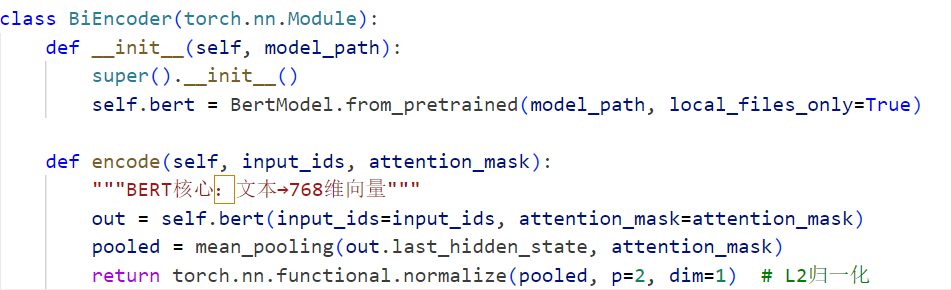 class BiEncoder(torch.nn.Module):
    def __init__(self, model_path):
        super().__init__()
        self.bert = BertModel.from_pretrained(model_path, local_files_only=True)
    def encode(self, input_ids, attention_mask):
        """BERT核心：文本→768维向量"""
        out = self.bert(input_ids=input_ids, attention_mask=attention_mask)
        pooled = mean_pooling(out.last_hidden_state, attention_mask)
        return torch.nn.functional.normalize(pooled, p=2, dim=1)  # L2归一化